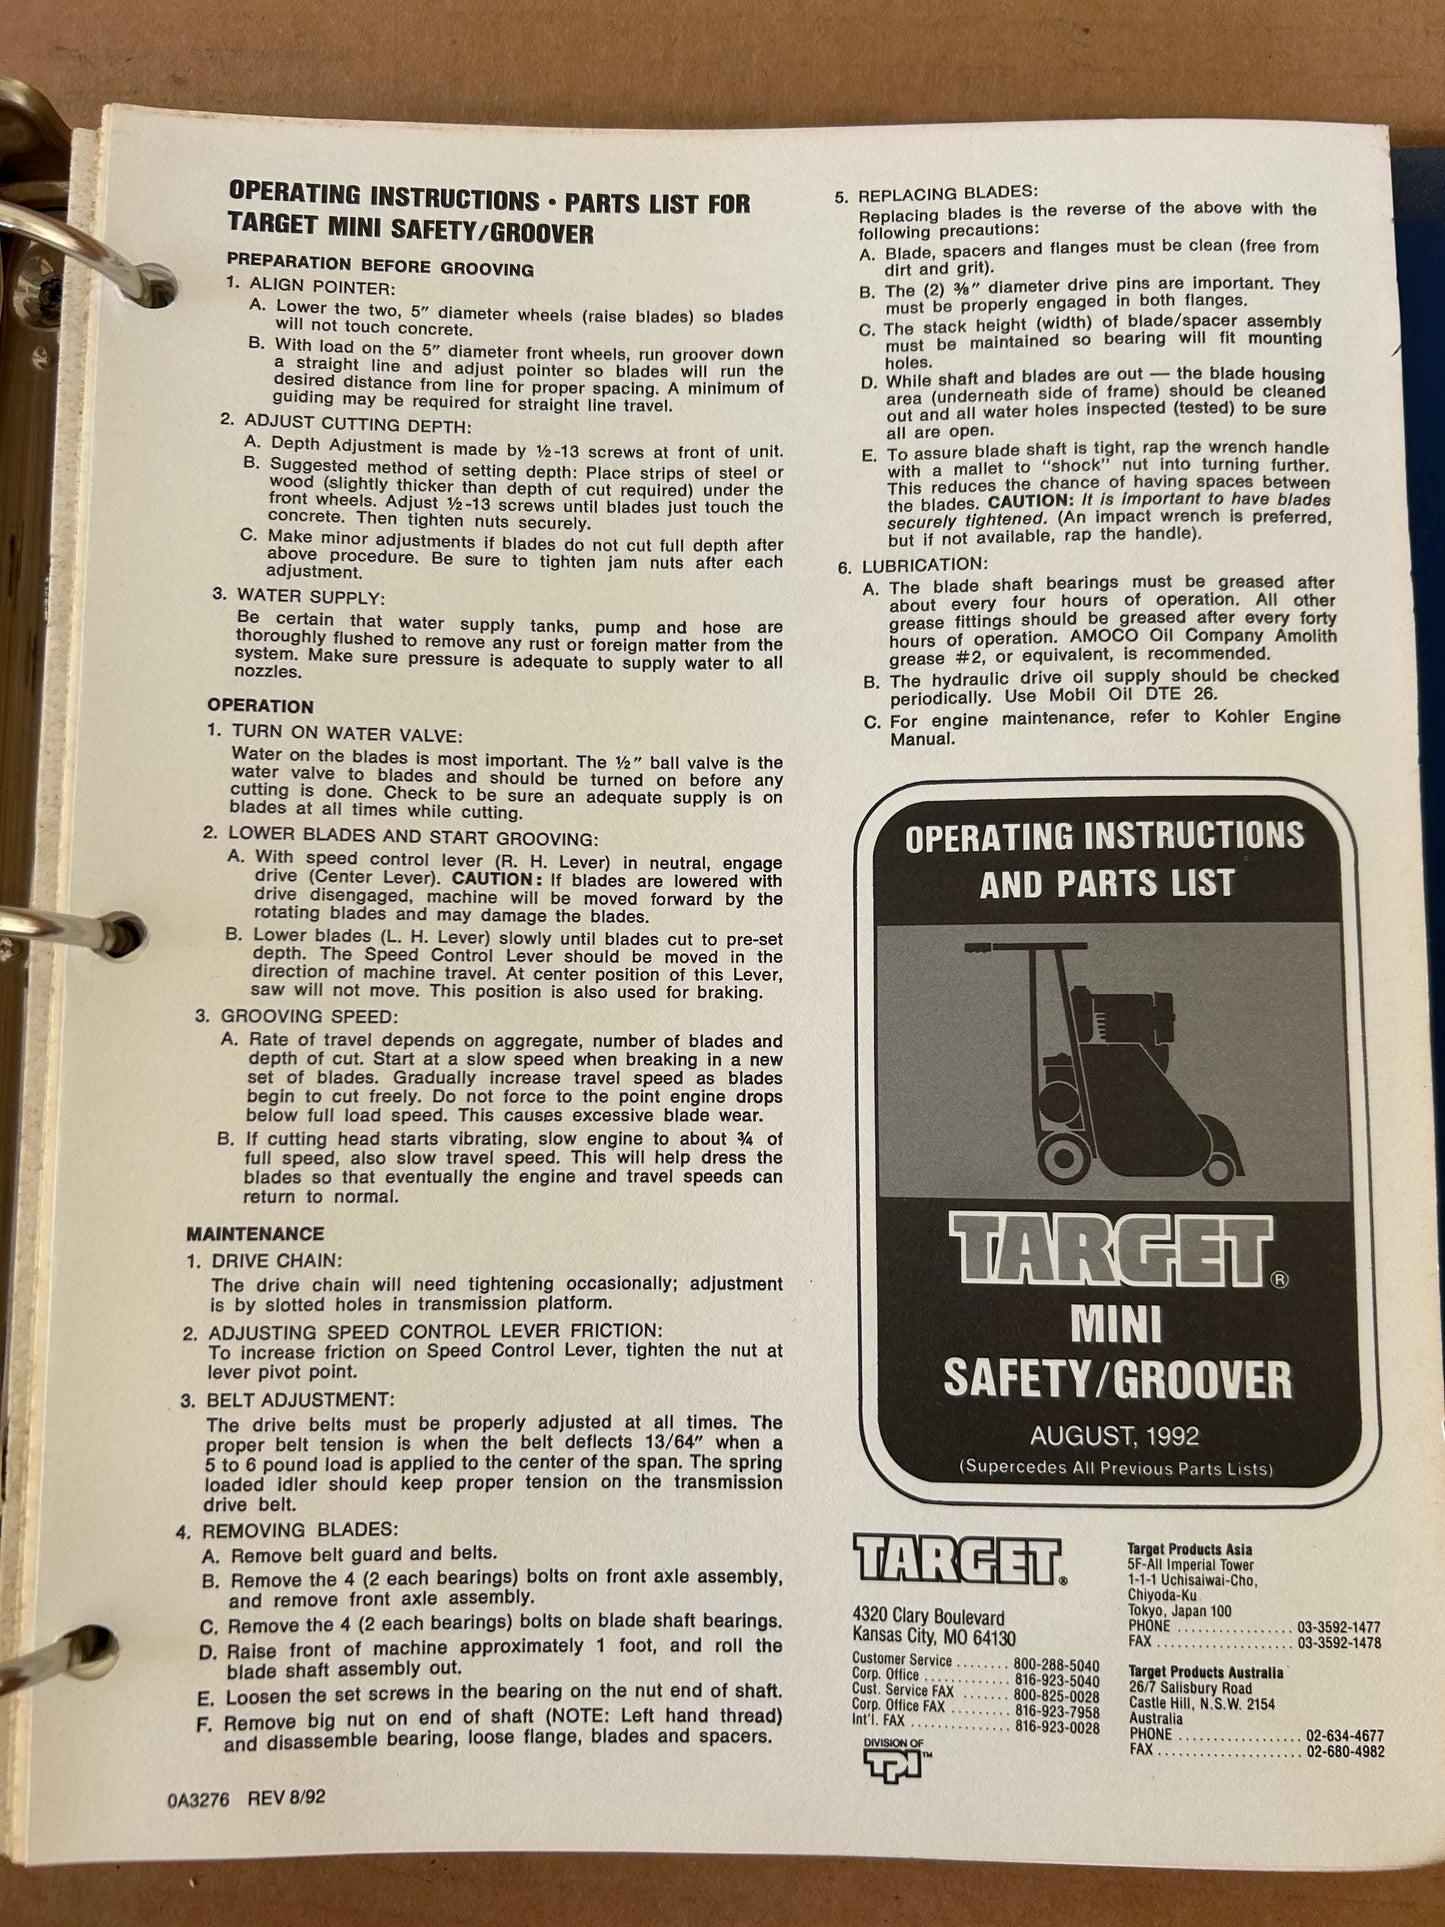 OPERATING INSTRUCTIONS • PARTS LIST FOR
TARGET MINI SAFETY/GROOVER
PREPARATION BEFORE GROOVING
1. ALIGN POINTER:
A. Lower the two, 5" diameter wheels (raise blades) so blades
will not touch concrete.
B. With load on the 5" diameter front wheels, run groover down
a straight line and adjust pointer so blades will run the
desired distance from line for proper spacing. A minimum of
guiding may be required for straight line travel.
2. ADJUST CUTTING DEPTH:
A. Depth Adjustment is made by ½-13 screws at front of unit.
B. Suggested method of setting depth: Place strips of steel or
wood (slightly thicker than depth of cut required) under the
front wheels. Adjust ½-13 screws until blades just touch the
concrete. Then tighten nuts securely.
C. Make minor adjustments if blades do not cut full depth after
above procedure. Be sure to tighten jam nuts after each
adjustment.
3. WATER SUPPLY:
Be certain that water supply tanks, pump and hose are
thoroughly flushed to remove any rust or foreign matter from the
system. Make sure pressure is adequate to supply water to all
nozzles.
OPERATION
1. TURN ON WATER VALVE:
Water on the blades is most important. The ½" ball valve is the
water valve to blades and should be turned on before any
cutting is done. Check to be sure an adequate supply is on
blades at all times while cutting.
2. LOWER BLADES AND START GROOVING:
A. With speed control lever (R. H. Lever) in neutral, engage
drive (Center Lever). CAUTION: If blades are lowered with
drive disengaged, machine will be moved forward by the
rotating blades and may damage the blades.
B. Lower blades (L. H. Lever) slowly until blades cut to pre-set
depth. The Speed Control Lever should be moved in the
direction of machine travel. At center position of this Lever,
saw will not move. This position is also used for braking.
3. GROOVING SPEED:
A. Rate of travel depends on aggregate, number of blades and
depth of cut. Start at a slow speed when breaking in a new
set of blades. Gradually increase travel speed as blades
begin to cut freely. Do not force to the point engine drops
below full load speed. This causes excessive blade wear.
B. If cutting head starts vibrating, slow engine to about ¾ of
full speed, also slow travel speed. This will help dress the
blades so that eventually the engine and travel speeds can
return to normal.
MAINTENANCE
1. DRIVE CHAIN:
The drive chain will need tightening occasionally; adjustment
is by slotted holes in transmission platform.
2. ADJUSTING SPEED CONTROL LEVER FRICTION:
To increase friction on Speed Control Lever, tighten the nut at
lever pivot point.
3. BELT ADJUSTMENT:
The drive belts must be properly adjusted at all times. The
proper belt tension is when the belt deflects 13/64" when a
5 to 6 pound load is applied to the center of the span. The spring
loaded idler should keep proper tension on the transmission
drive belt.
4. REMOVING BLADES:
A. Remove belt guard and belts.
B. Remove the 4 (2 each bearings) bolts on front axle assembly,
and remove front axle assembly.
C. Remove the 4 (2 each bearings) bolts on blade shaft bearings.
D. Raise front of machine approximately 1 foot, and roll the
blade shaft assembly out.
E. Loosen the set screws in the bearing on the nut end of shaft.
F. Remove big nut on end of shaft (NOTE: Left hand thread)
and disassemble bearing, loose flange, blades and spacers.
0A3276 REV 8/92
5. REPLACING BLADES:
Replacing blades is the reverse of the above with the
following precautions:
A. Blade, spacers and flanges must be clean (free from
dirt and grit).
B. The (2) ⅜" diameter drive pins are important. They
must be properly engaged in both flanges.
C. The stack height (width) of blade/spacer assembly
must be maintained so bearing will fit mounting
holes.
D. While shaft and blades are out — the blade housing
area (underneath side of frame) should be cleaned
out and all water holes inspected (tested) to be sure
all are open.
E. To assure blade shaft is tight, rap the wrench handle
with a mallet to "shock" nut into turning further.
This reduces the chance of having spaces between
the blades. CAUTION: It is important to have blades
securely tightened. (An impact wrench is preferred,
but if not available, rap the handle).
6. LUBRICATION:
A. The blade shaft bearings must be greased after
about every four hours of operation. All other
grease fittings should be greased after every forty
hours of operation. AMOCO Oil Company Amolith
grease #2, or equivalent, is recommended.
B. The hydraulic drive oil supply should be checked
periodically. Use Mobil Oil DTE 26.
C. For engine maintenance, refer to Kohler Engine
Manual.
OPERATING INSTRUCTIONS
AND PARTS LIST
TARGET®
MINI
SAFETY/GROOVER
AUGUST, 1992
(Supercedes All Previous Parts Lists)
TARGET®
4320 Clary Boulevard
Kansas City, MO 64130
Customer Service ........ 800-288-5040
Corp. Office ............ 816-923-5040
Cust. Service FAX ....... 800-825-0028
Corp. Office FAX ......... 816-923-7958
Int'l. FAX ............... 816-923-0028
DIVISION OF
TPI™
Target Products Asia
5F-All Imperial Tower
1-1-1 Uchisaiwai-Cho,
Chiyoda-Ku
Tokyo, Japan 100
PHONE ................. 03-3592-1477
FAX .................... 03-3592-1478
Target Products Australia
26/7 Salisbury Road
Castle Hill, N.S.W. 2154
Australia
PHONE .................. 02-634-4677
FAX ..................... 02-680-4982